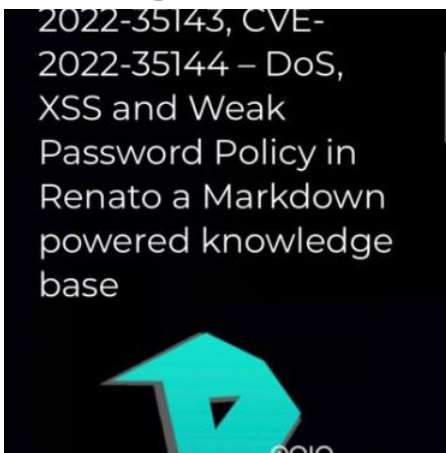 2022-35143, CVE-
2022-35144 – DoS,
XSS and Weak
Password Policy in
Renato a Markdown
powered knowledge
base